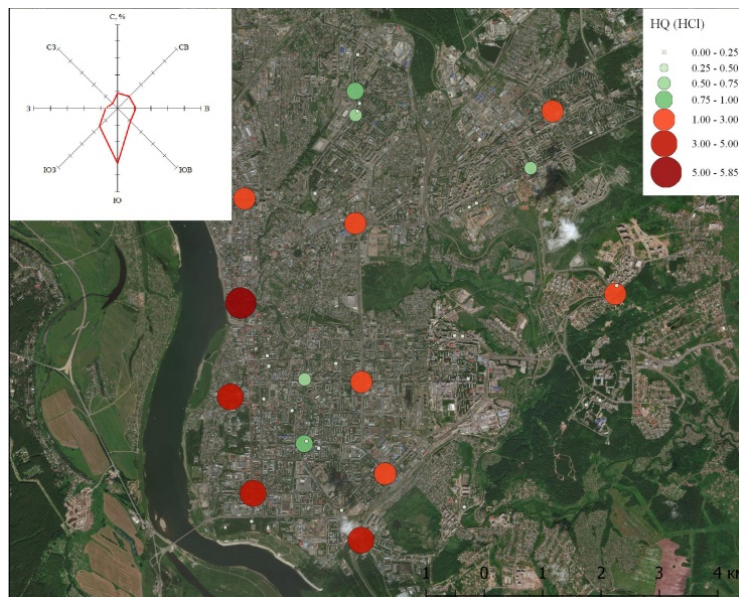 С, %
СЗ
СВ
З
В
ЮЗ
ЮВ
Ю
HQ (HCl)
0.00 - 0.25
0.25 - 0.50
0.50 - 0.75
0.75 - 1.00
1.00 - 3.00
3.00 - 5.00
5.00 - 5.85
1 0 1 2 3 4 км